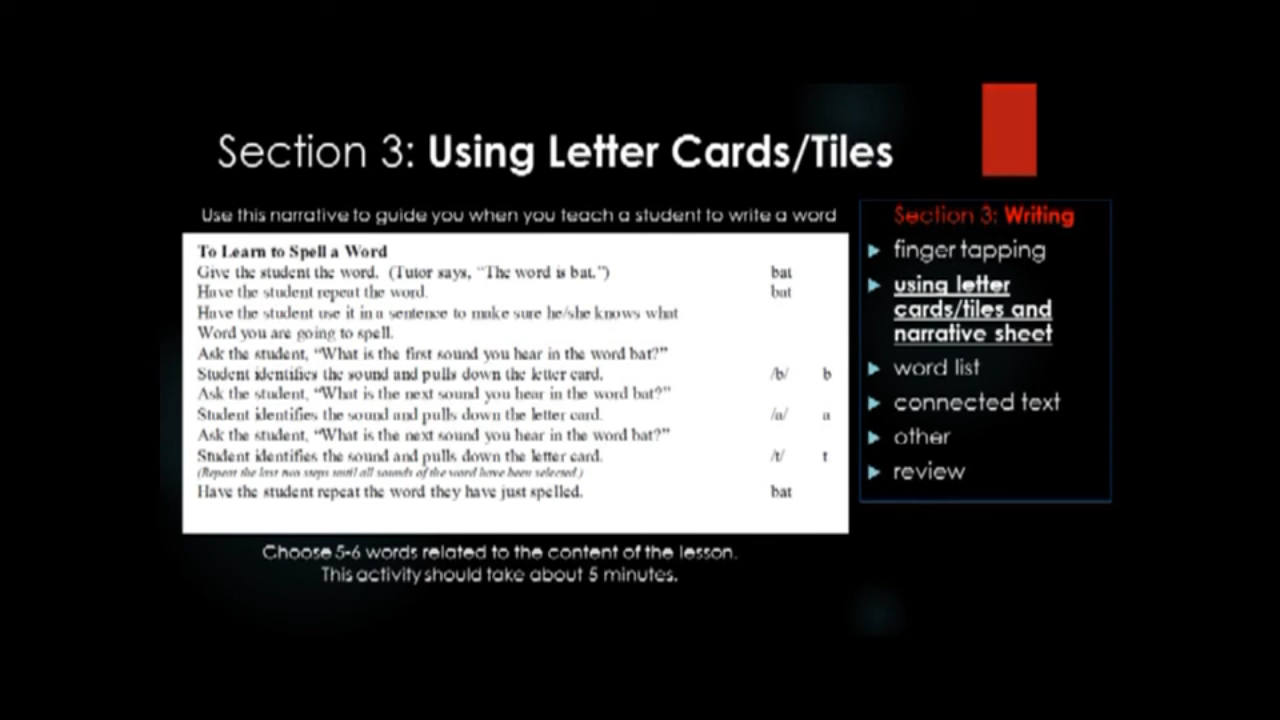 Section 3: Using Letter Cards/Tiles
Use this narrative to guide you when you teach a student to write a word
To Learn to Spell a Word
Give the student the word. (Tutor says, "The word is bat.") bat
Have the student repeat the word. bat
Have the student use it in a sentence to make sure he/she knows what
Word you are going to spell.
Ask the student, "What is the first sound you hear in the word bat?"
Student identifies the sound and pulls down the letter card. /b/ b
Ask the student, "What is the next sound you hear in the word bat?"
Student identifies the sound and pulls down the letter card. /a/ a
Ask the student, "What is the next sound you hear in the word bat?"
Student identifies the sound and pulls down the letter card. /t/ t
(Repeat the last two steps until all sounds of the word have been selected.)
Have the student repeat the word they have just spelled. bat
Choose 5-6 words related to the content of the lesson.
This activity should take about 5 minutes.
Section 3: Writing
finger tapping
using letter
cards/tiles and
narrative sheet
word list
connected text
other
review